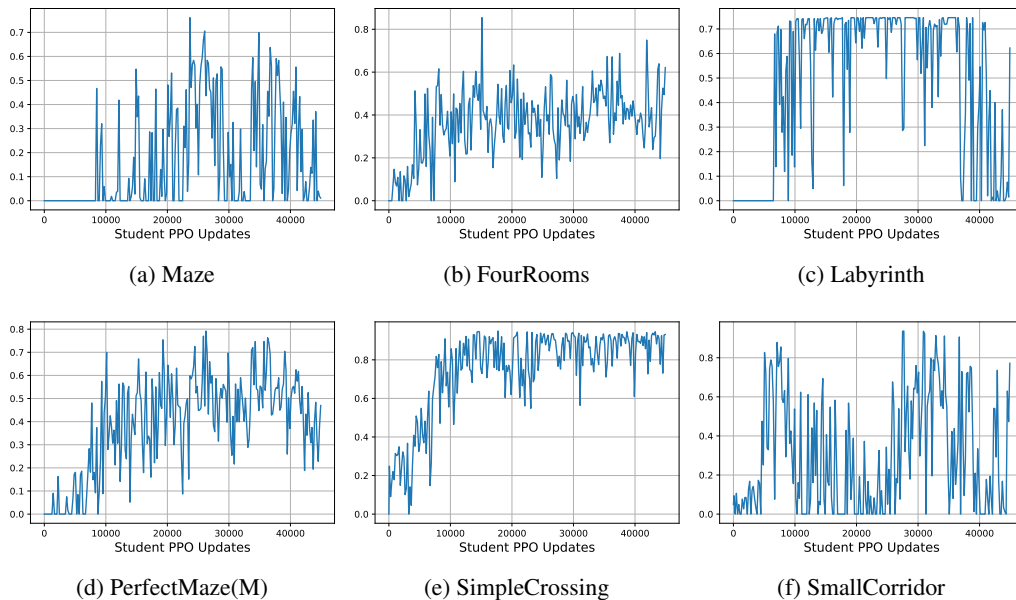 0.7
0.6
0.5
0.4
0.3
0.2
0.1
0.0
0 10000 20000 30000 40000
Student PPO Updates
(a) Maze
0.8
0.6
0.4
0.2
0.0
0 10000 20000 30000 40000
Student PPO Updates
(b) FourRooms
0.7
0.6
0.5
0.4
0.3
0.2
0.1
0.0
0 10000 20000 30000 40000
Student PPO Updates
(c) Labyrinth
0.8
0.7
0.6
0.5
0.4
0.3
0.2
0.1
0.0
0 10000 20000 30000 40000
Student PPO Updates
(d) PerfectMaze(M)
0.8
0.6
0.4
0.2
0.0
0 10000 20000 30000 40000
Student PPO Updates
(e) SimpleCrossing
0.8
0.6
0.4
0.2
0.0
0 10000 20000 30000 40000
Student PPO Updates
(f) SmallCorridor